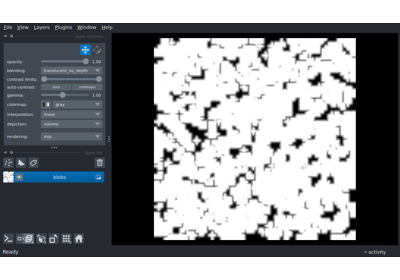 File View Layers Plugins Window Help
opacity: 1.00
blending: translucent_no_depth
contrast limits:
auto-contrast: once continuous
gamma: 1.00
colormap: gray
interpolation: linear
depiction: volume
rendering: mip
blobs
Ready
activity